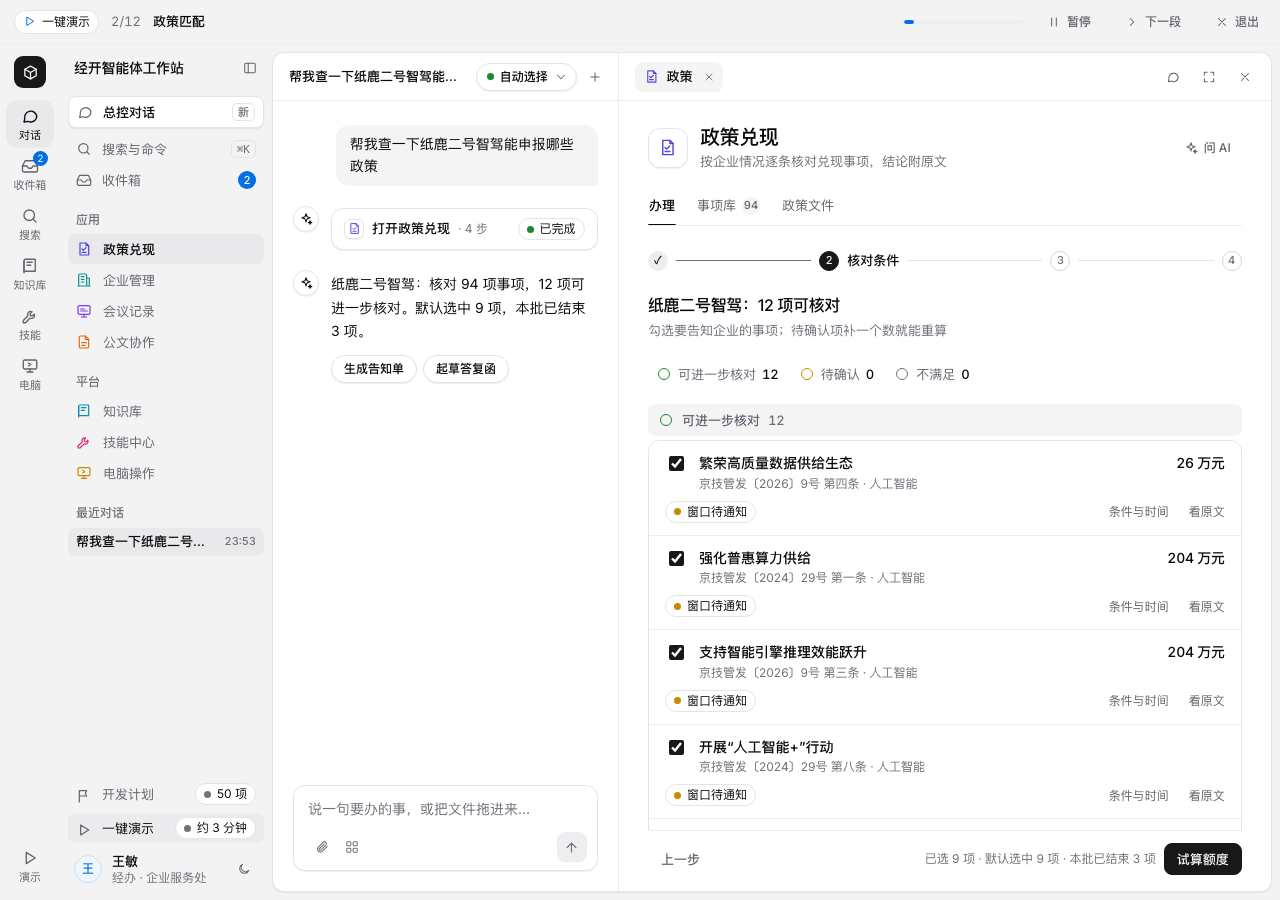 一键演示 2/12 政策匹配
暂停 下一段 退出
经开智能体工作站
对话
2
收件箱
搜索
知识库
技能
电脑
演示
总控对话 新
搜索与命令 ⌘K
收件箱 2
应用
政策兑现
企业管理
会议记录
公文协作
平台
知识库
技能中心
电脑操作
最近对话
帮我查一下纸鹿二号... 23:53
开发计划 50 项
一键演示 约 3 分钟
王 王敏
经办 · 企业服务处
帮我查一下纸鹿二号智驾能... 自动选择
帮我查一下纸鹿二号智驾能申报哪些
政策
打开政策兑现 · 4 步 已完成
纸鹿二号智驾：核对 94 项事项，12 项可
进一步核对。默认选中 9 项，本批已结束
3 项。
生成告知单 起草答复函
说一句要办的事，或把文件拖进来...
政策
政策兑现
按企业情况逐条核对兑现事项，结论附原文
问 AI
办理 事项库 94 政策文件
2 核对条件 3 4
纸鹿二号智驾：12 项可核对
勾选要告知企业的事项；待确认项补一个数就能重算
可进一步核对 12 待确认 0 不满足 0
可进一步核对 12
繁荣高质量数据供给生态 26 万元
京技管发〔2026〕9号 第四条 · 人工智能
窗口待通知 条件与时间 看原文
强化普惠算力供给 204 万元
京技管发〔2024〕29号 第一条 · 人工智能
窗口待通知 条件与时间 看原文
支持智能引擎推理效能跃升 204 万元
京技管发〔2026〕9号 第三条 · 人工智能
窗口待通知 条件与时间 看原文
开展“人工智能+”行动
京技管发〔2024〕29号 第八条 · 人工智能
窗口待通知 条件与时间 看原文
上一步 已选 9 项 · 默认选中 9 项 · 本批已结束 3 项 试算额度